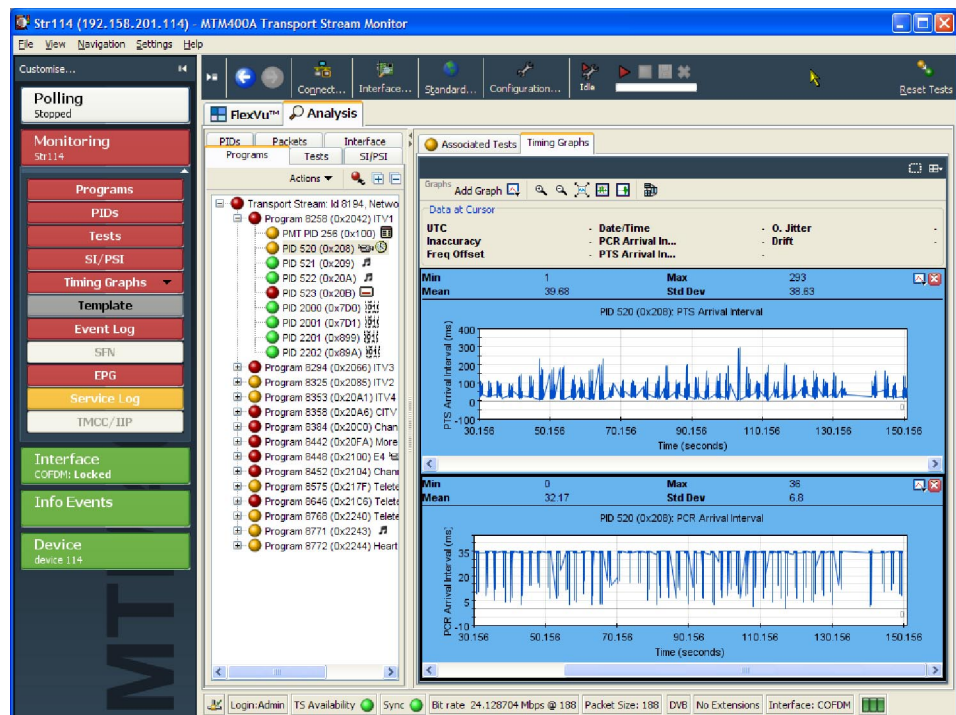 Str114 (192.158.201.114) - MTM400A Transport Stream Monitor
File View Navigation Settings Help
Customise...
Polling
Stopped
Monitoring
Str114
Programs
PIDs
Tests
SI/PSI
Timing Graphs
Template
Event Log
SFN
EPG
Service Log
TMCC/IIP
Interface
COFDM: Locked
Info Events
Device
device 114
MTM
Connect... Interface... Standard... Configuration... Idle Reset Tests
FlexVu™ Analysis
PIDs Packets Interface
Programs Tests SI/PSI
Actions
Transport Stream: Id 8194, Netwo
Program 8258 (0x2042) ITV1
PMT PID 256 (0x100)
PID 520 (0x208)
PID 521 (0x209)
PID 522 (0x20A)
PID 523 (0x20B)
PID 2000 (0x7D0)
PID 2001 (0x7D1)
PID 2201 (0x899)
PID 2202 (0x89A)
Program 8294 (0x2066) ITV3
Program 8325 (0x2085) ITV2
Program 8353 (0x20A1) ITV4
Program 8358 (0x20A6) CITV
Program 8384 (0x20C0) Chan
Program 8442 (0x20FA) More
Program 8448 (0x2100) E4
Program 8452 (0x2104) Chann
Program 8575 (0x217F) Telete
Program 8646 (0x21C6) Telete
Program 8768 (0x2240) Telete
Program 8771 (0x2243)
Program 8772 (0x2244) Heart
Associated Tests Timing Graphs
Graphs Add Graph
Data at Cursor
UTC - Date/Time - O. Jitter -
Inaccuracy - PCR Arrival In... - Drift -
Freq Offset - PTS Arrival In... -
Min 1 Max 293
Mean 39.68 Std Dev 38.63
PID 520 (0x208): PTS Arrival Interval
PTS Arrival Interval (ms)
400
300
200
100
0
-100
0
30.156 50.156 70.156 90.156 110.156 130.156 150.156
Time (seconds)
Min 0 Max 36
Mean 32.17 Std Dev 6.8
PID 520 (0x208): PCR Arrival Interval
PCR Arrival Interval (ms)
35
20
5
-10
0
30.156 50.156 70.156 90.156 110.156 130.156 150.156
Time (seconds)
Login:Admin TS Availability Sync Bit rate 24.128704 Mbps @ 188 Packet Size: 188 DVB No Extensions Interface: COFDM